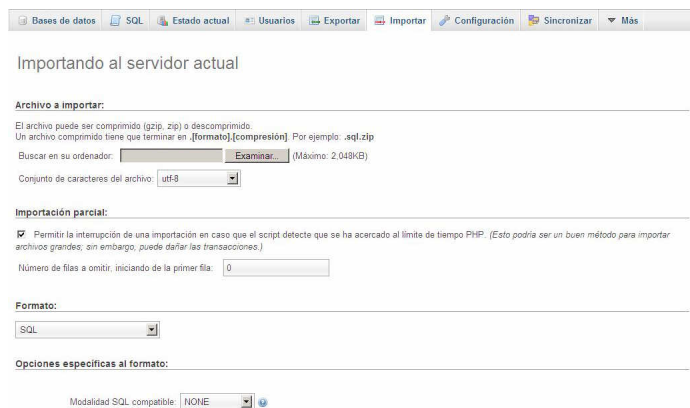 Bases de datos SQL Estado actual Usuarios Exportar Importar Configuración Sincronizar Más
Importando al servidor actual
Archivo a importar:
El archivo puede ser comprimido (gzip, zip) o descomprimido.
Un archivo comprimido tiene que terminar en .[formato].[compresión]. Por ejemplo: .sql.zip
Buscar en su ordenador: Examinar... (Máximo: 2,048KB)
Conjunto de caracteres del archivo: utf-8
Importación parcial:
Permitir la interrupción de una importación en caso que el script detecte que se ha acercado al límite de tiempo PHP. (Esto podría ser un buen método para importar
archivos grandes; sin embargo, puede dañar las transacciones.)
Número de filas a omitir, iniciando de la primer fila: 0
Formato:
SQL
Opciones específicas al formato:
Modalidad SQL compatible: NONE